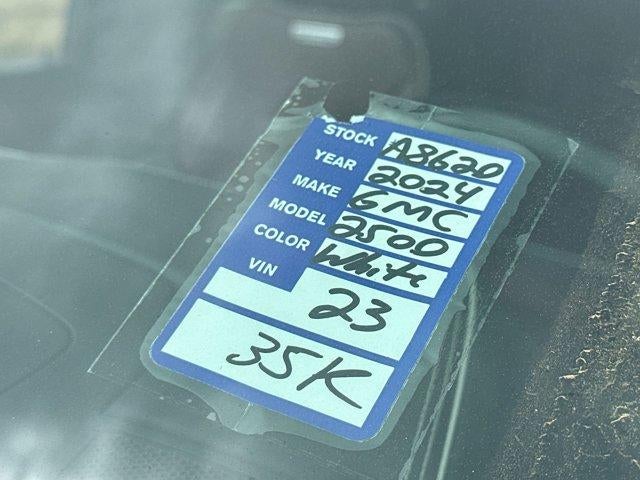 STOCK A8620
YEAR 2024
MAKE GMC
MODEL 2500
COLOR White
VIN 23
35K